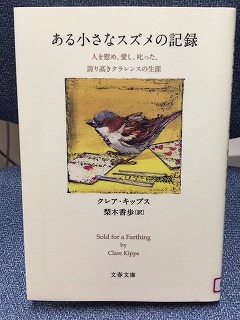 ある小さなスズメの記録
人を慰め、愛し、叱った、
誇り高きクラレンスの生涯
クレア・キップス
梨木香歩(訳)
Sold for a Farthing
by
Clare Kipps
文春文庫